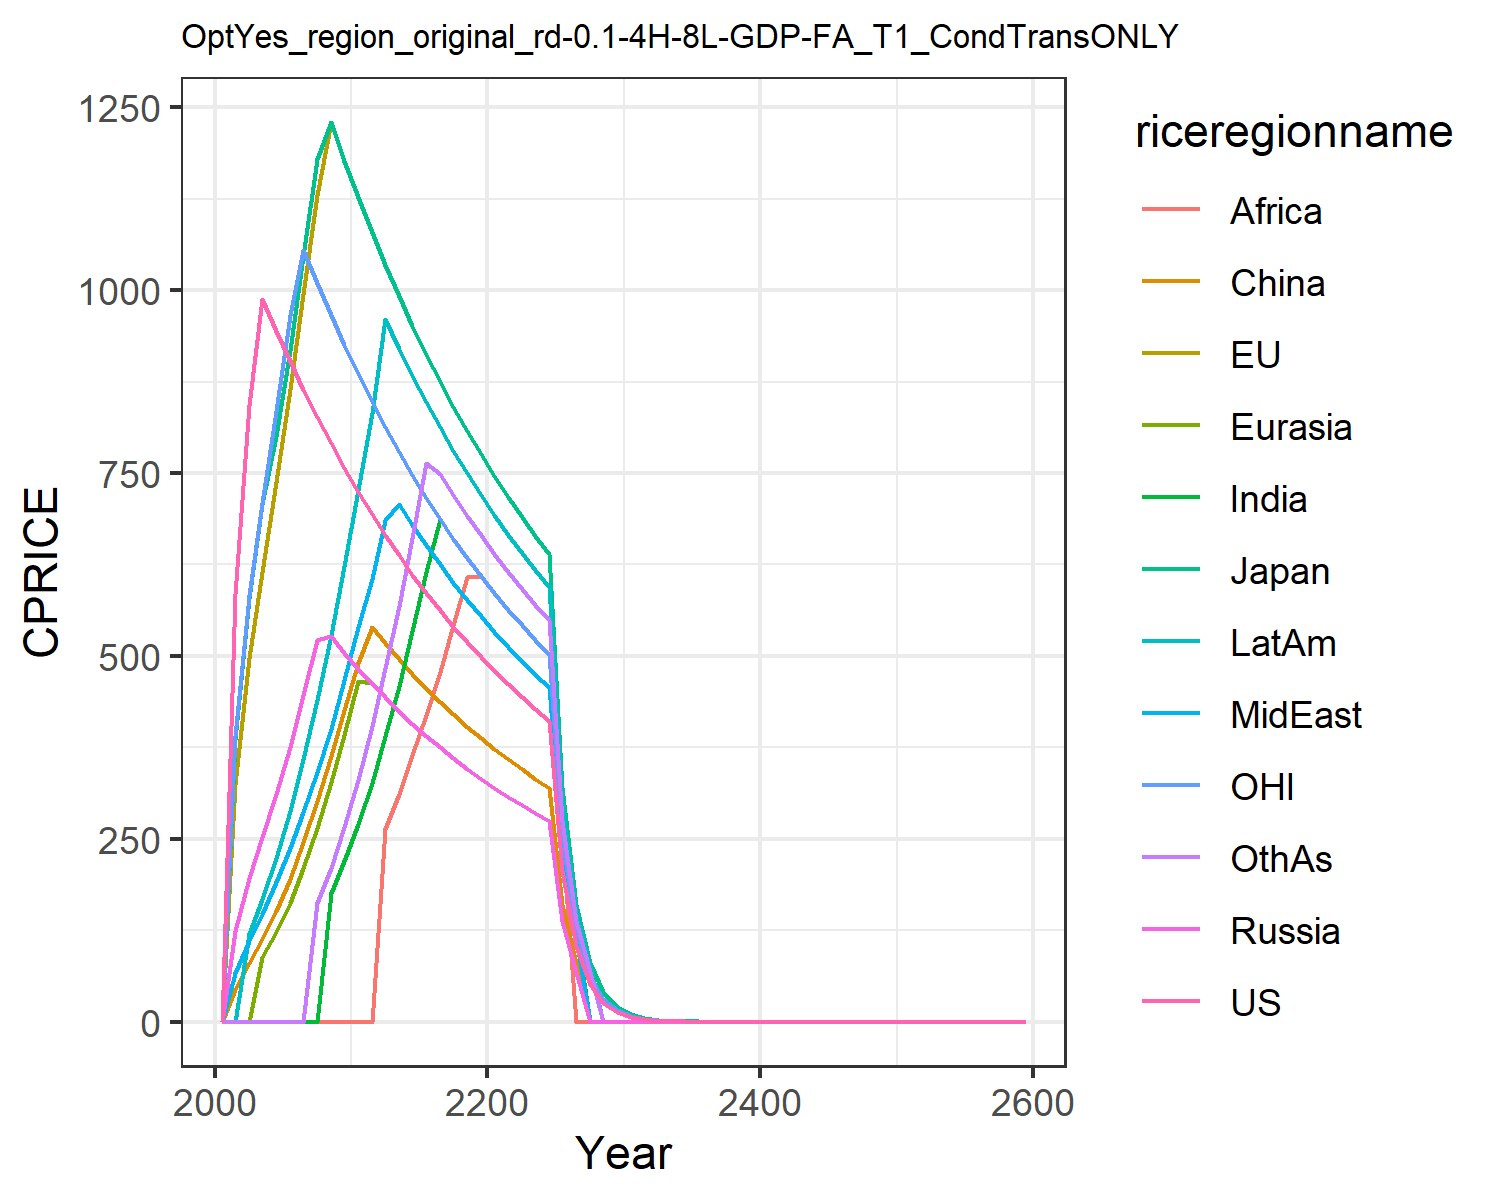 OptYes_region_original_rd-0.1-4H-8L-GDP-FA_T1_CondTransONLY
CPRICE
1250
1000
750
500
250
0
2000
2200
2400
2600
Year
riceregionname
Africa
China
EU
Eurasia
India
Japan
LatAm
MidEast
OHI
OthAs
Russia
US